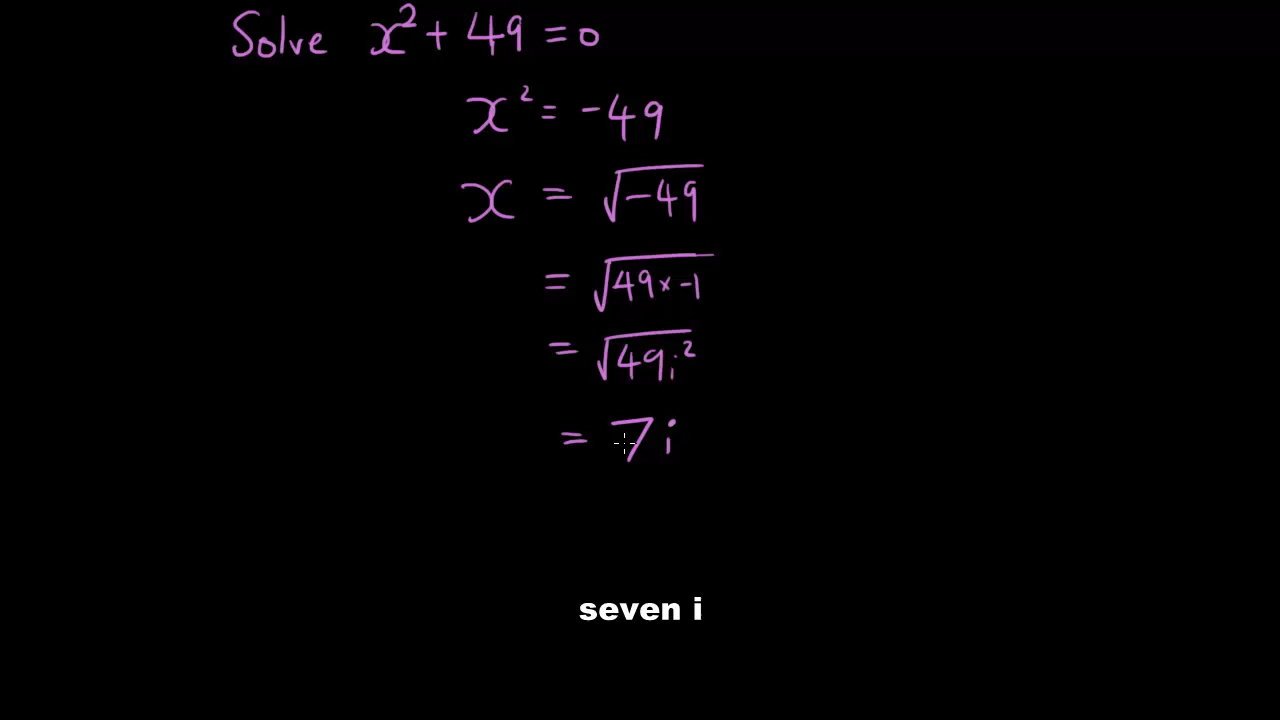 Solve x² + 49 = 0
x² = -49
x = √-49
= √49 × -1
= √49i²
= 7i
seven i